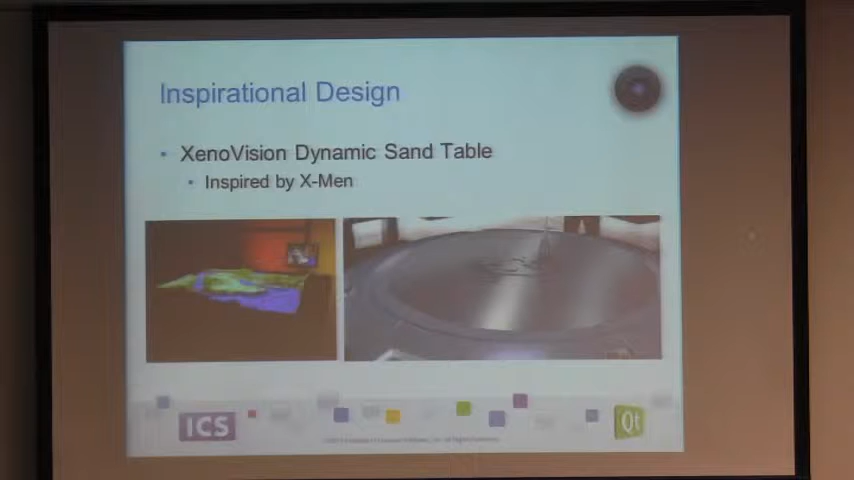 Inspirational Design
• XenoVision Dynamic Sand Table
• Inspired by X-Men
ICS
Qt